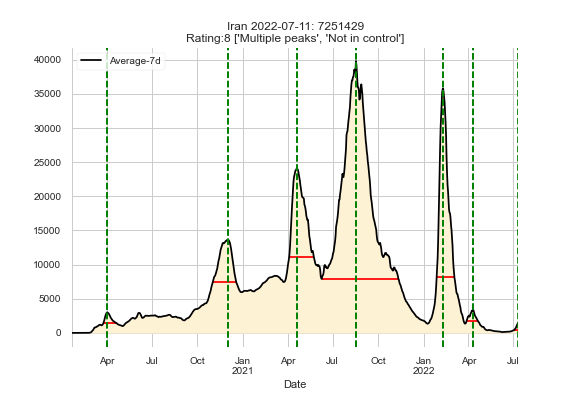 Iran 2022-07-11: 7251429
Rating:8 ['Multiple peaks', 'Not in control']
Average-7d
40000
35000
30000
25000
20000
15000
10000
5000
0
Apr Jul Oct Jan Apr Jul Oct Jan Apr Jul
2021 2022
Date